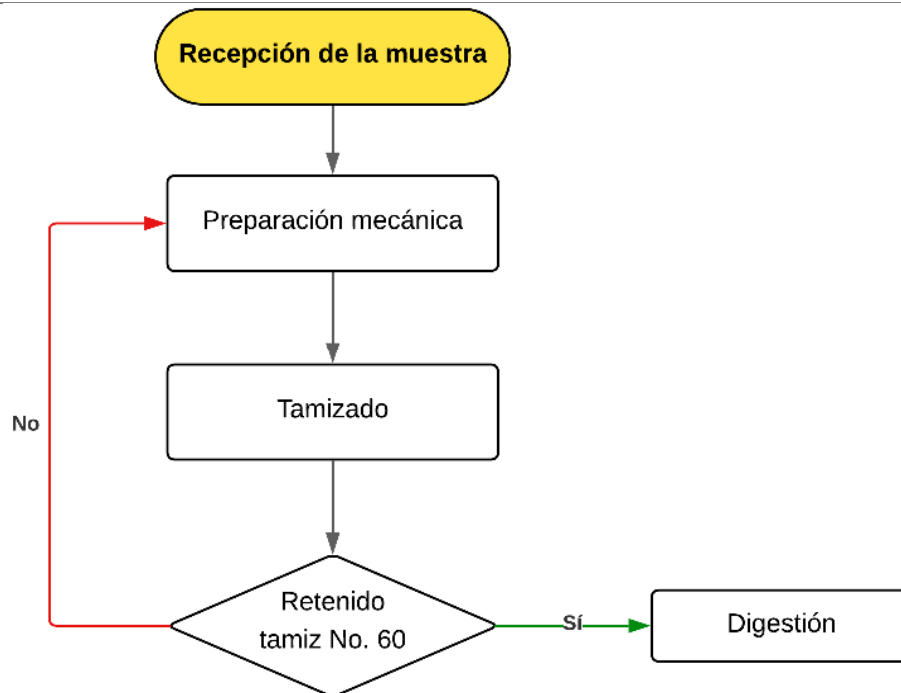 Recepción de la muestra
Preparación mecánica
Tamizado
No
Retenido
tamiz No. 60
Sí
Digestión